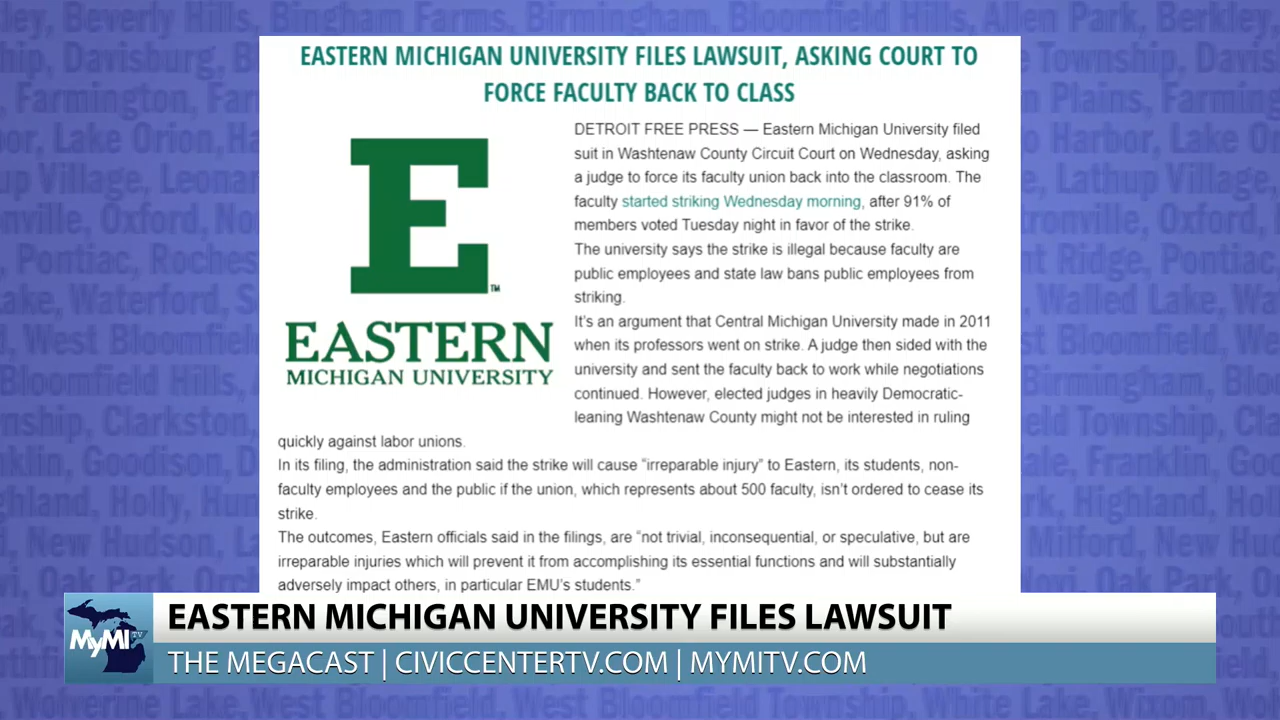 EASTERN MICHIGAN UNIVERSITY FILES LAWSUIT, ASKING COURT TO
FORCE FACULTY BACK TO CLASS
E
TM
EASTERN
MICHIGAN UNIVERSITY
DETROIT FREE PRESS — Eastern Michigan University filed
suit in Washtenaw County Circuit Court on Wednesday, asking
a judge to force its faculty union back into the classroom. The
faculty started striking Wednesday morning, after 91% of
members voted Tuesday night in favor of the strike.
The university says the strike is illegal because faculty are
public employees and state law bans public employees from
striking.
It's an argument that Central Michigan University made in 2011
when its professors went on strike. A judge then sided with the
university and sent the faculty back to work while negotiations
continued. However, elected judges in heavily Democratic-
leaning Washtenaw County might not be interested in ruling
quickly against labor unions.
In its filing, the administration said the strike will cause “irreparable injury” to Eastern, its students, non-
faculty employees and the public if the union, which represents about 500 faculty, isn't ordered to cease its
strike.
The outcomes, Eastern officials said in the filings, are “not trivial, inconsequential, or speculative, but are
irreparable injuries which will prevent it from accomplishing its essential functions and will substantially
adversely impact others, in particular EMU's students.”
MyMI TV
EASTERN MICHIGAN UNIVERSITY FILES LAWSUIT
THE MEGACAST | CIVICCENTERTV.COM | MYMITV.COM